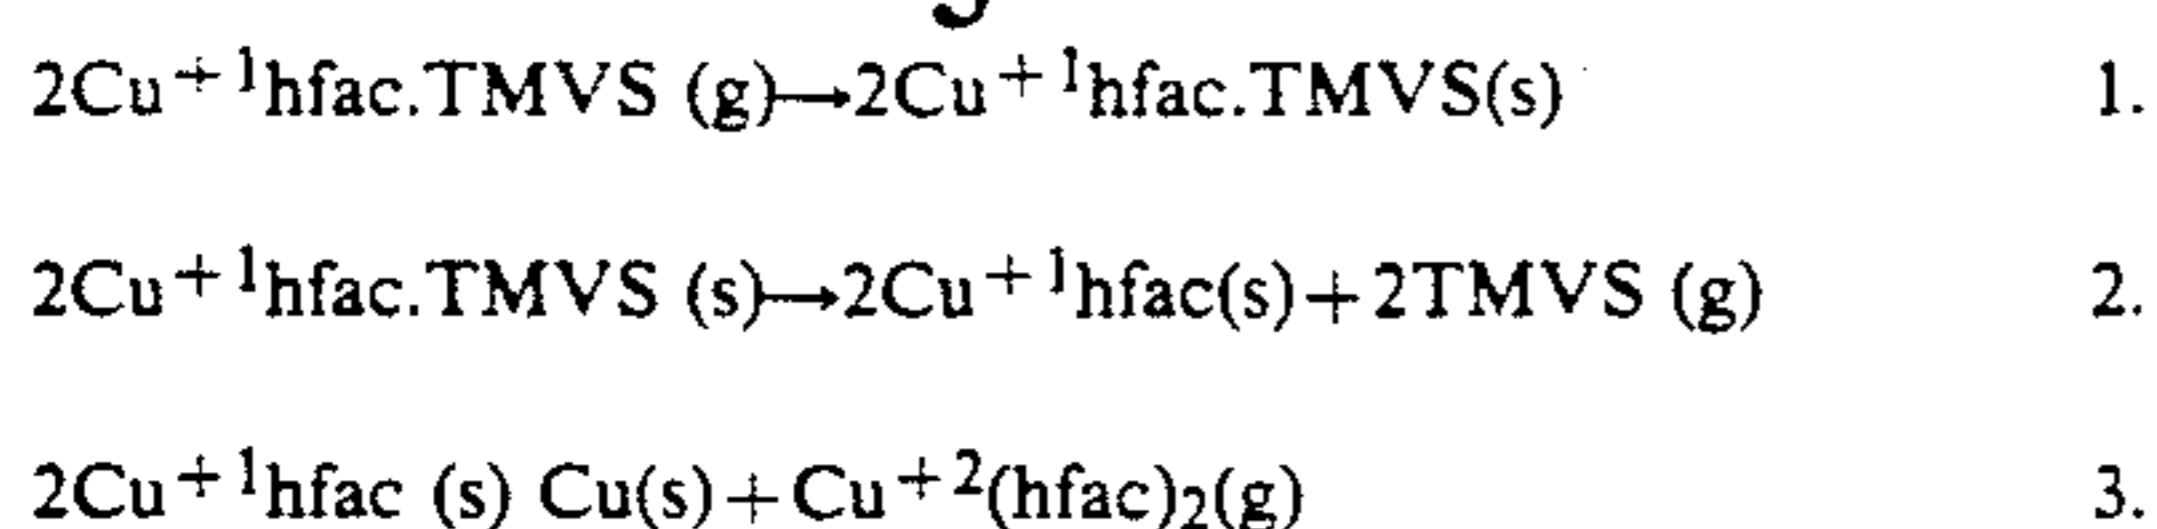 2Cu⁺¹hfac.TMVS (g)→2Cu⁺¹hfac.TMVS(s) 1.
2Cu⁺¹hfac.TMVS (s)→2Cu⁺¹hfac(s)+2TMVS (g) 2.
2Cu⁺¹hfac (s) Cu(s)+Cu⁺²(hfac)₂(g) 3.